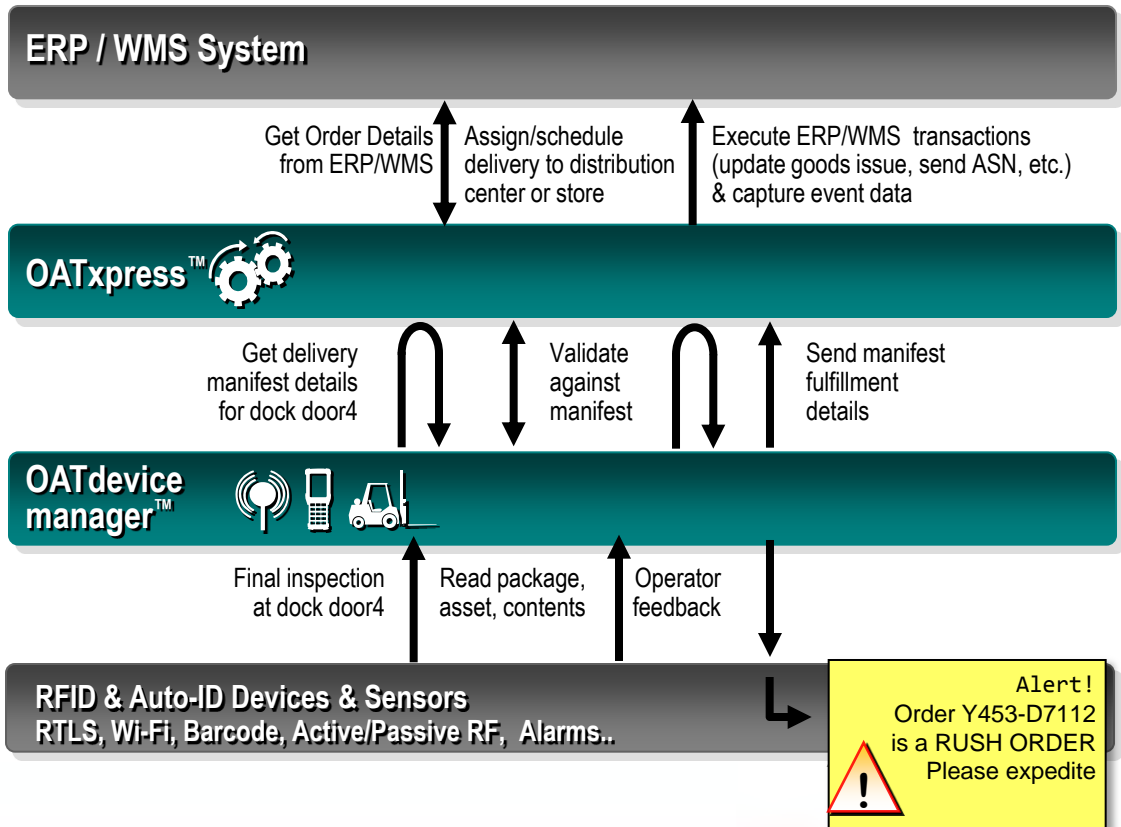 ERP / WMS System
Get Order Details
from ERP/WMS
Assign/schedule
delivery to distribution
center or store
Execute ERP/WMS transactions
(update goods issue, send ASN, etc.)
& capture event data
OATxpress™
Get delivery
manifest details
for dock door4
Validate
against
manifest
Send manifest
fulfillment
details
OATdevice
manager™
Final inspection
at dock door4
Read package,
asset, contents
Operator
feedback
RFID & Auto-ID Devices & Sensors
RTLS, Wi-Fi, Barcode, Active/Passive RF, Alarms..
Alert!
Order Y453-D7112
is a RUSH ORDER
Please expedite
!